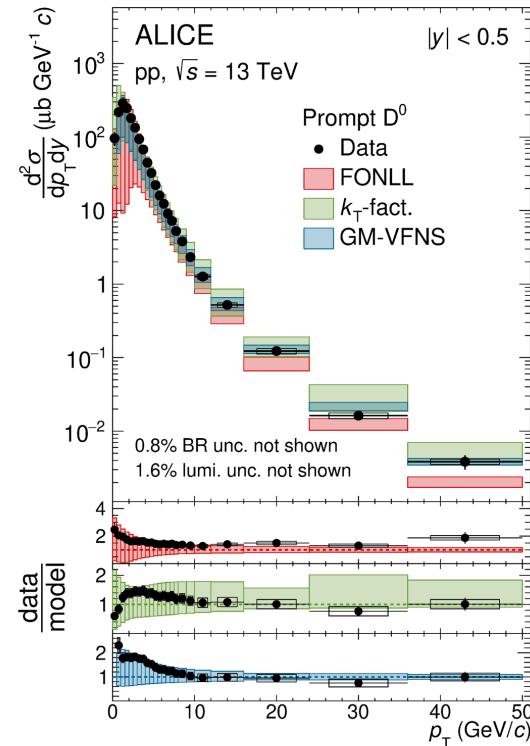 ALICE
|y| < 0.5
pp, √s = 13 TeV
Prompt D⁰
Data
FONLL
k_T-fact.
GM-VFNS
d²σ/dp_Tdy (μb GeV⁻¹ c)
10³
10²
10
1
10⁻¹
10⁻²
0.8% BR unc. not shown
1.6% lumi. unc. not shown
data/model
4
2
2
1
2
1
0 10 20 30 40 50
p_T (GeV/c)